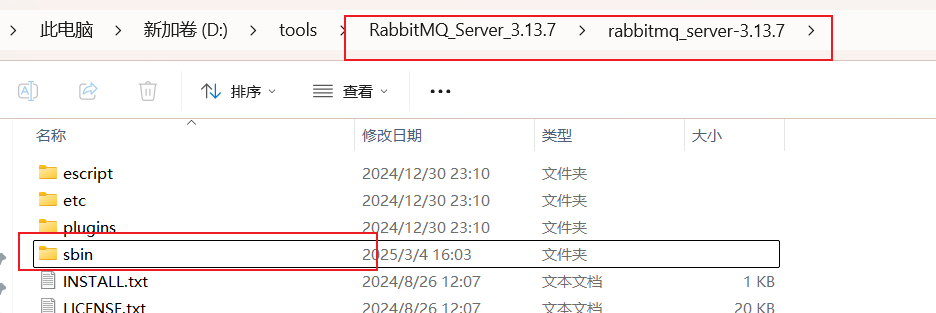 此电脑 新加卷 (D:) tools RabbitMQ_Server_3.13.7 rabbitmq_server-3.13.7
排序 查看
名称 修改日期 类型 大小
escript 2024/12/30 23:10 文件夹
etc 2024/12/30 23:10 文件夹
plugins 2024/12/30 23:10 文件夹
sbin 2025/3/4 16:03 文件夹
INSTALL.txt 2024/8/26 12:07 文本文档 1 KB
LICENSE.txt 2024/8/26 12:07 文本文档 20 KB